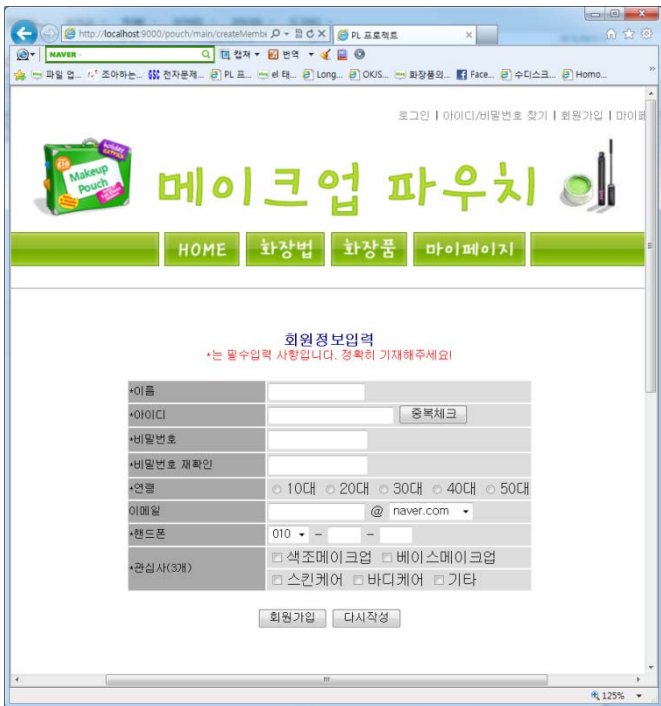 http://localhost:9000/pouch/main/createMembe
PL 프로젝트
NAVER
캡쳐
번역
파일 업...
조아하는...
전자문제...
PL 프...
el 태...
Long...
OKJS...
화장품의...
Face...
수디스크...
Homo...
로그인 | 아이디/비밀번호 찾기 | 회원가입 | 마이페
holiday
Makeup
Pouch
메이크업 파우치
HOME 화장법 화장품 마이페이지
회원정보입력
*는 필수입력 사항입니다. 정확히 기재해주세요!
*이름
*아이디 중복체크
*비밀번호
*비밀번호 재확인
*연령 10대 20대 30대 40대 50대
이메일 @ naver.com
*핸드폰 010 - -
*관심사(3개) 색조메이크업 베이스메이크업
스킨케어 바디케어 기타
회원가입 다시작성
125%